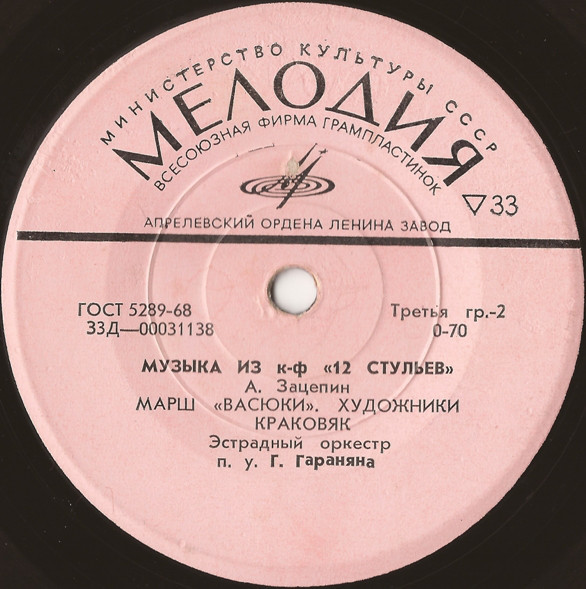 МИНИСТЕРСТВО КУЛЬТУРЫ СССР
МЕЛОДИЯ
ВСЕСОЮЗНАЯ ФИРМА ГРАМПЛАСТИНОК
33
АПРЕЛЕВСКИЙ ОРДЕНА ЛЕНИНА ЗАВОД
ГОСТ 5289-68 Третья гр.-2
33Д—00031138 0-70
МУЗЫКА ИЗ к-ф «12 СТУЛЬЕВ»
А. Зацепин
МАРШ «ВАСЮКИ». ХУДОЖНИКИ
КРАКОВЯК
Эстрадный оркестр
п. у. Г. Гараняна